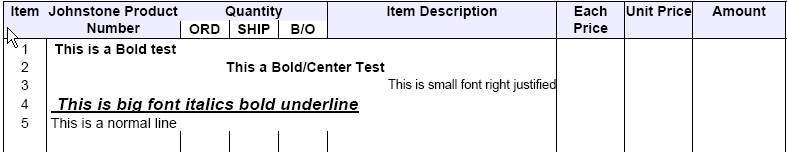 Item Johnstone Product Quantity Item Description Each Unit Price Amount
Number ORD SHIP B/O Price
1 This is a Bold test
2 This a Bold/Center Test
3 This is small font right justified
4 This is big font italics bold underline
5 This is a normal line